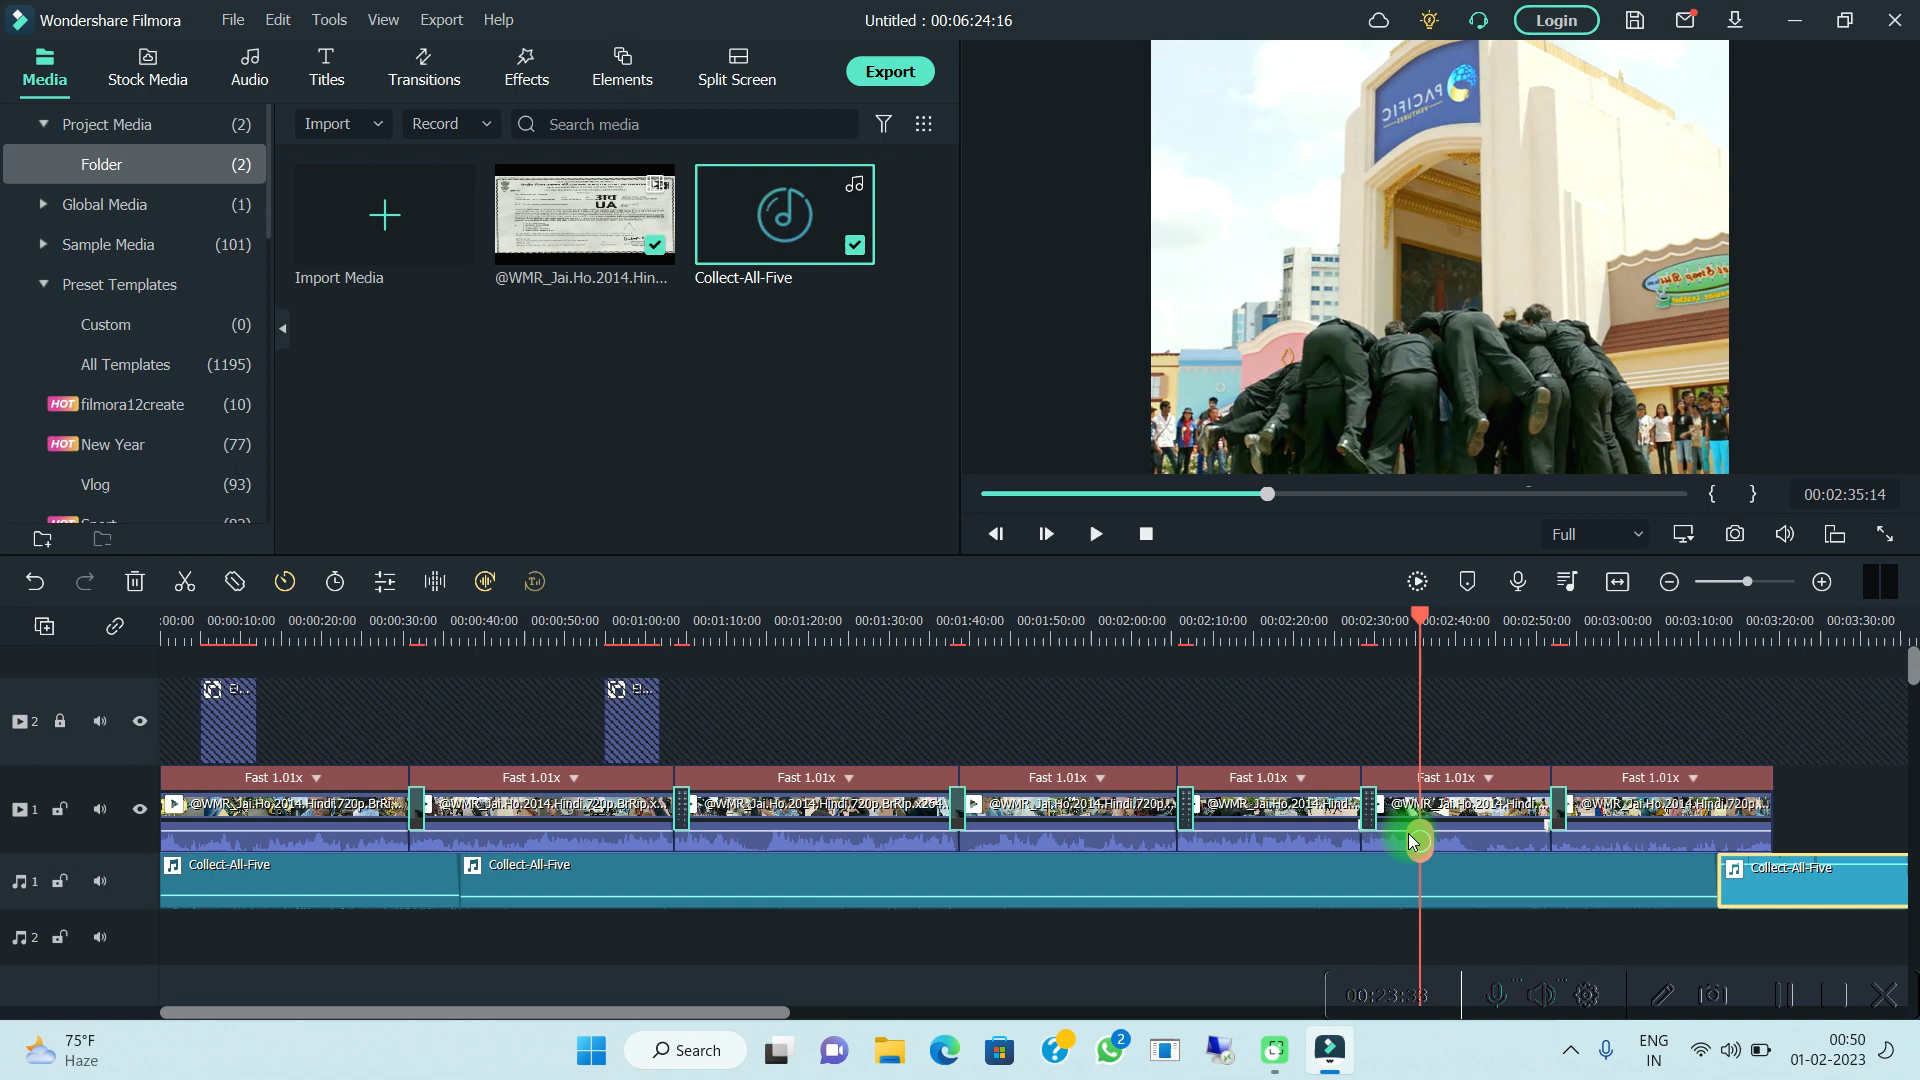 Wondershare Filmora
File Edit Tools View Export Help
Untitled : 00:06:24:16
Login
Media Stock Media Audio Titles Transitions Effects Elements Split Screen
Export
Project Media (2)
Folder (2)
Global Media (1)
Sample Media (101)
Preset Templates
Custom (0)
All Templates (1195)
HOT filmora12create (10)
HOT New Year (77)
Vlog (93)
Import Record Search media
अव
UA
Import Media @WMR_Jai.Ho.2014.Hin... Collect-All-Five
PACIFIC
VENTURES
00:02:35:14
Full
:00:00 00:00:10:00 00:00:20:00 00:00:30:00 00:00:40:00 00:00:50:00 00:01:00:00 00:01:10:00 00:01:20:00 00:01:30:00 00:01:40:00 00:01:50:00 00:02:00:00 00:02:10:00 00:02:20:00 00:02:30:00 00:02:40:00 00:02:50:00 00:03:00:00 00:03:10:00 00:03:20:00 00:03:30:00
2
Fast 1.01x Fast 1.01x Fast 1.01x Fast 1.01x Fast 1.01x Fast 1.01x Fast 1.01x
1 @WMR_Jai.Ho.2014.Hindi.720p.BrRi... @WMR_Jai.Ho.2014.Hindi.720p.BrRip.x... @WMR_Jai.Ho.2014.Hindi.720p.BrRip.x264... @WMR_Jai.Ho.2014.Hindi.720p... @WMR_Jai.Ho.2014.Hindi... @WMR_Jai.Ho.2014.Hindi... @WMR_Jai.Ho.2014.Hindi.720p...
Collect-All-Five Collect-All-Five Collect-All-Five
1
2
00:23:38
75°F
Haze
Search
2
ENG
IN
00:50
01-02-2023